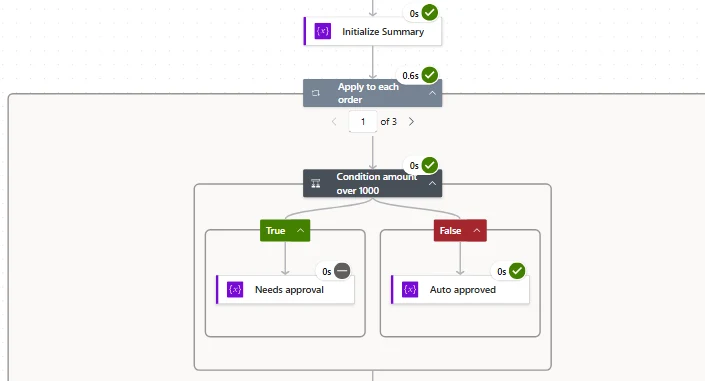 0s
Initialize Summary
0.6s
Apply to each
order
1 of 3
0s
Condition amount
over 1000
True
False
0s
0s
{x} Needs approval
{x} Auto approved